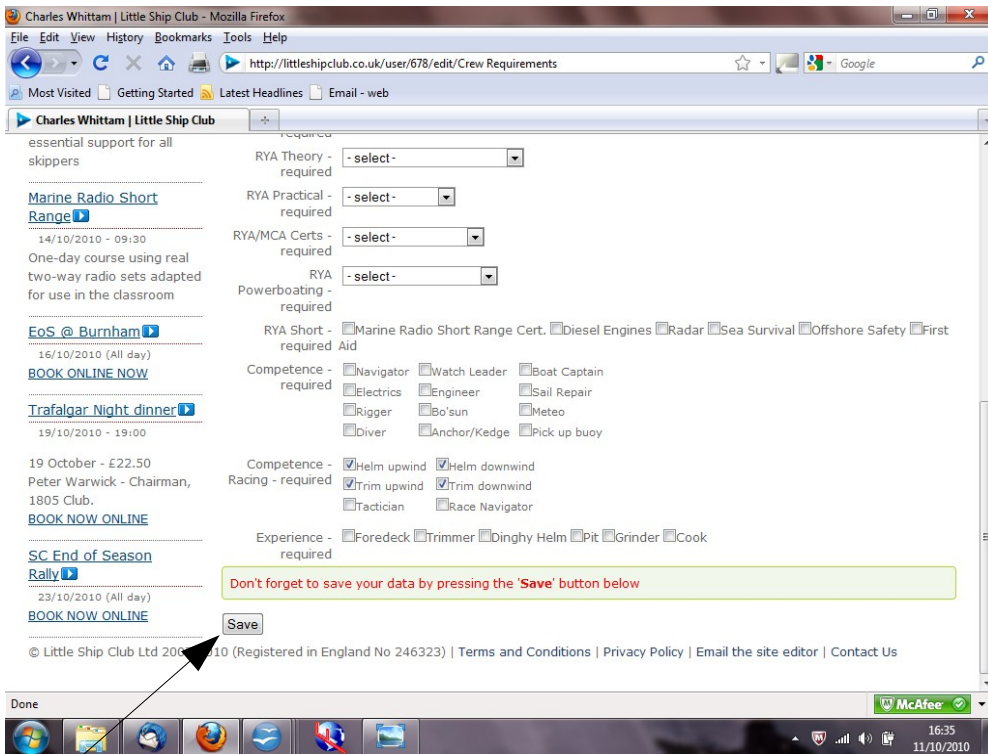 Charles Whittam | Little Ship Club - Mozilla Firefox
File Edit View History Bookmarks Tools Help
http://littleshipclub.co.uk/user/678/edit/Crew Requirements
Google
Most Visited Getting Started Latest Headlines Email - web
Charles Whittam | Little Ship Club
essential support for all
skippers
Marine Radio Short
Range
14/10/2010 - 09:30
One-day course using real
two-way radio sets adapted
for use in the classroom
EoS @ Burnham
16/10/2010 (All day)
BOOK ONLINE NOW
Trafalgar Night dinner
19/10/2010 - 19:00
19 October - £22.50
Peter Warwick - Chairman,
1805 Club.
BOOK NOW ONLINE
SC End of Season
Rally
23/10/2010 (All day)
BOOK NOW ONLINE
required
RYA Theory - - select -
required
RYA Practical - - select -
required
RYA/MCA Certs - - select -
required
RYA - select -
Powerboating -
required
RYA Short - Marine Radio Short Range Cert. Diesel Engines Radar Sea Survival Offshore Safety First
required Aid
Competence - Navigator Watch Leader Boat Captain
required
Electrics Engineer Sail Repair
Rigger Bo'sun Meteo
Diver Anchor/Kedge Pick up buoy
Competence - Helm upwind Helm downwind
Racing - required Trim upwind Trim downwind
Tactician Race Navigator
Experience - Foredeck Trimmer Dinghy Helm Pit Grinder Cook
required
Don't forget to save your data by pressing the 'Save' button below
Save
© Little Ship Club Ltd (Registered in England No 246323) | Terms and Conditions | Privacy Policy | Email the site editor | Contact Us
Done
McAfee
16:35
11/10/2010